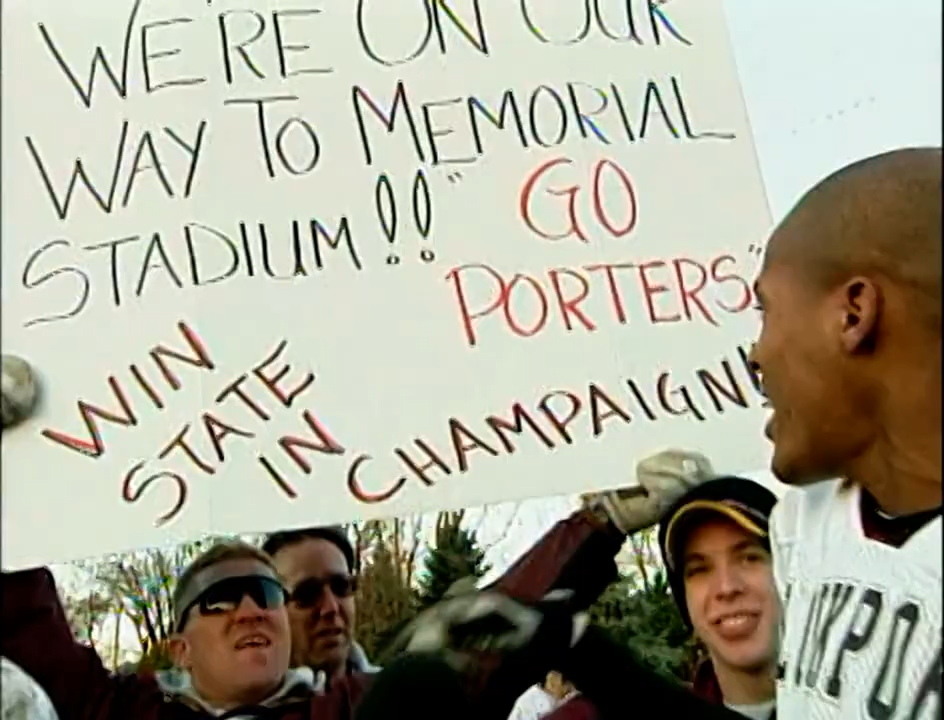 WE'RE ON OUR
WAY TO MEMORIAL
STADIUM!!" GO
PORTERS"
WIN
STATE
IN
CHAMPAIGN!